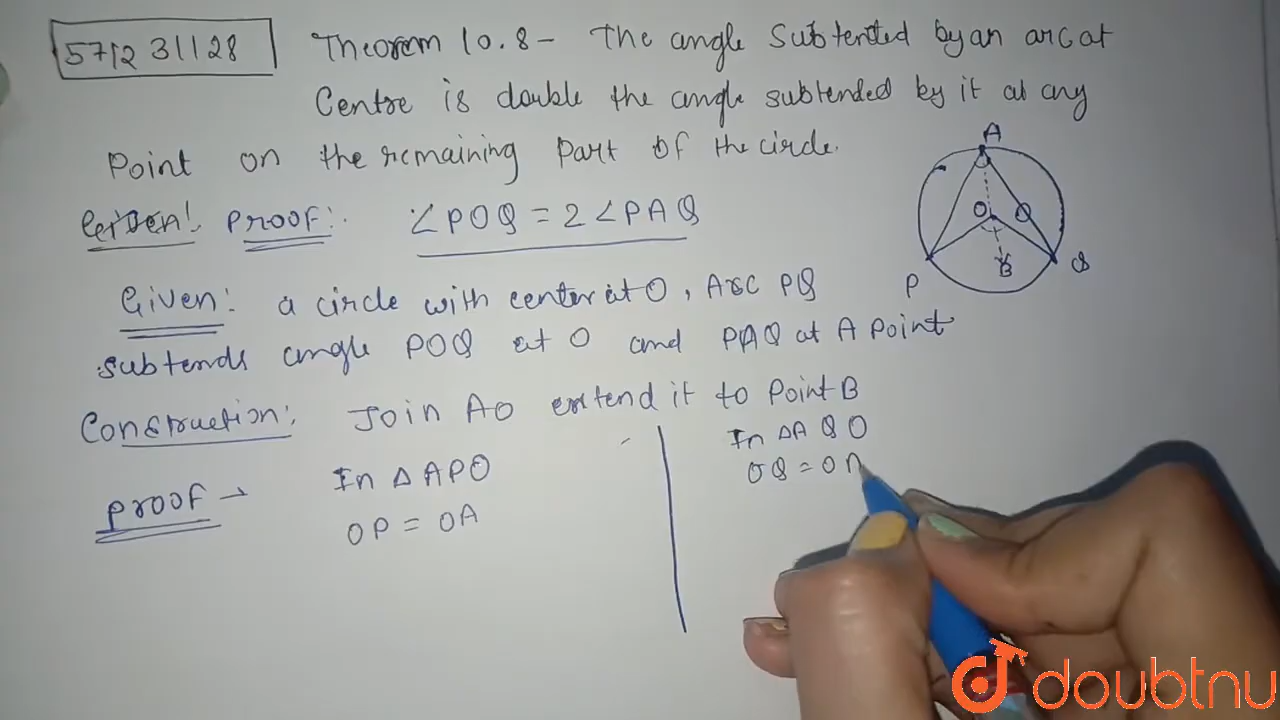 5712 31128
Theorem 10.8 - The angle Subtended by an arc at
Centre is double the angle subtended by it at any
Point on the remaining Part of the circle.
Proof: ∠POQ = 2∠PAQ
Given: a circle with center at O, Arc PQ
subtends angle POQ at O and PAQ at A point
Construction: Join AO extend it to Point B
Proof →
In △APO
OP = OA
In △AQO
OQ = OA
A
O
B
P
Q
doubtnut